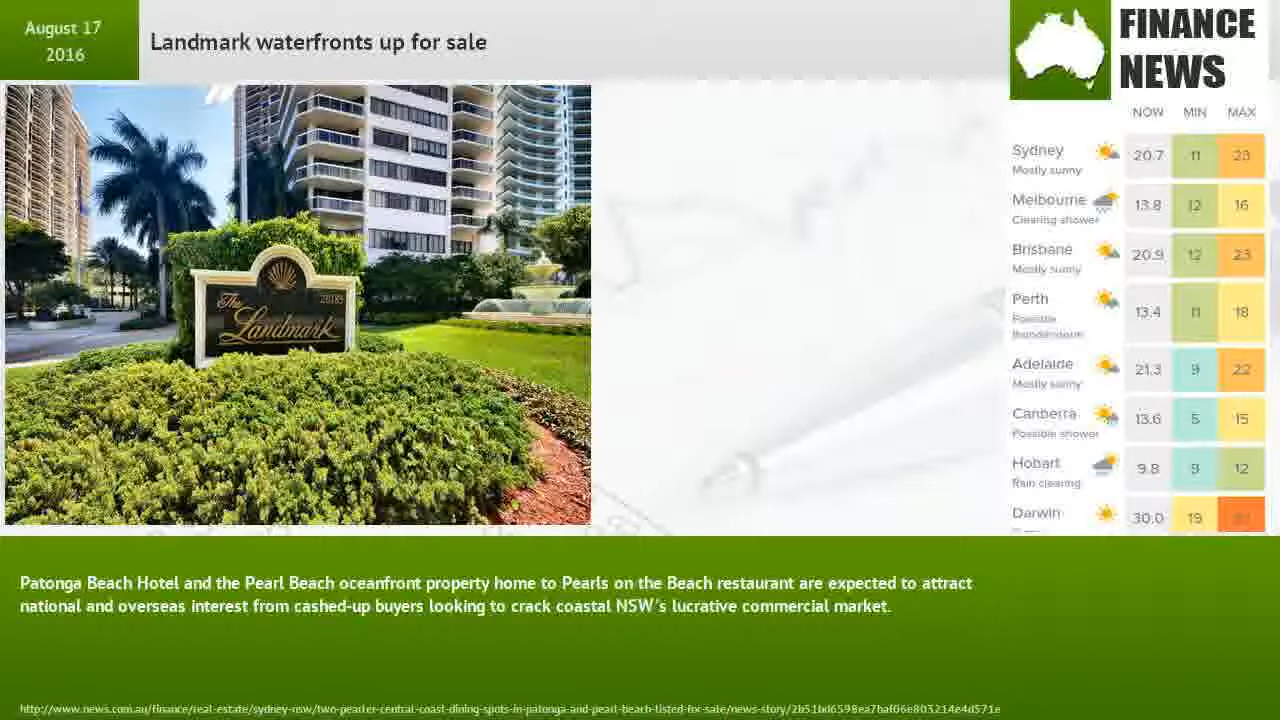 August 17
2016
Landmark waterfronts up for sale
FINANCE
NEWS
NOW MIN MAX
Sydney 20.7 11 23
Mostly sunny
Melbourne 13.8 12 16
Clearing shower
Brisbane 20.9 12 23
Mostly sunny
Perth 13.4 11 18
Possible
thunderstorm
Adelaide 21.3 9 22
Mostly sunny
Canberra 13.6 5 15
Possible shower
Hobart 9.8 9 12
Rain clearing
Darwin 30.0 19
The 20185
Landmark
Patonga Beach Hotel and the Pearl Beach oceanfront property home to Pearls on the Beach restaurant are expected to attract
national and overseas interest from cashed-up buyers looking to crack coastal NSW's lucrative commercial market.
http://www.news.com.au/finance/real-estate/sydney-nsw/two-pearler-central-coast-dining-spots-in-patonga-and-pearl-beach-listed-for-sale/news-story/2b51bd6598ea7baf06e803214e4d571e